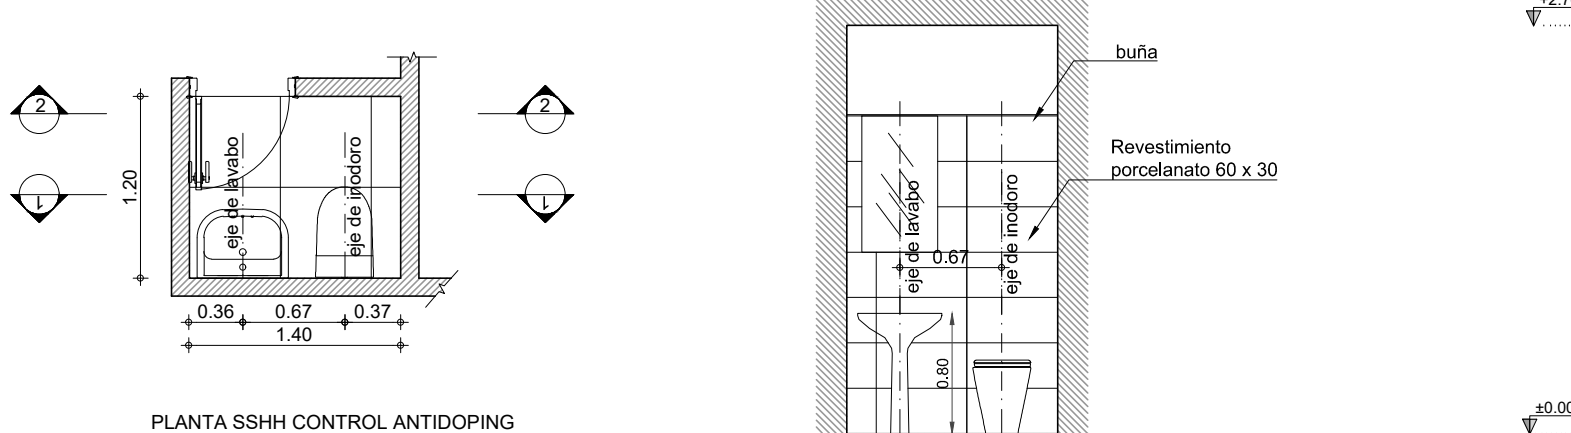 2
2
1
1
1.20
eje de lavabo
eje de inodoro
0.36
0.67
0.37
1.40
PLANTA SSHH CONTROL ANTIDOPING
buña
Revestimiento
porcelanato 60 x 30
eje de lavabo
eje de inodoro
0.67
0.80
±0.00